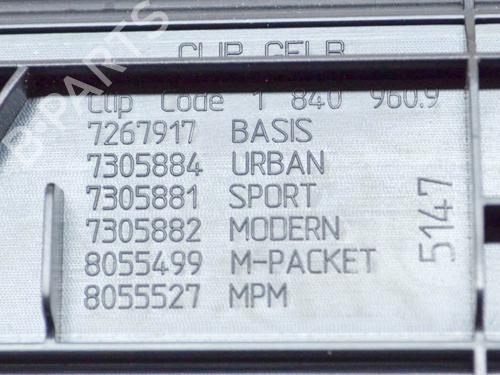 CLIP GELB
Clip Code 1 840 960.9
7267917 BASIS
7305884 URBAN
7305881 SPORT
7305882 MODERN
8055499 M-PACKET
8055527 MPM
5147
B-PARTS